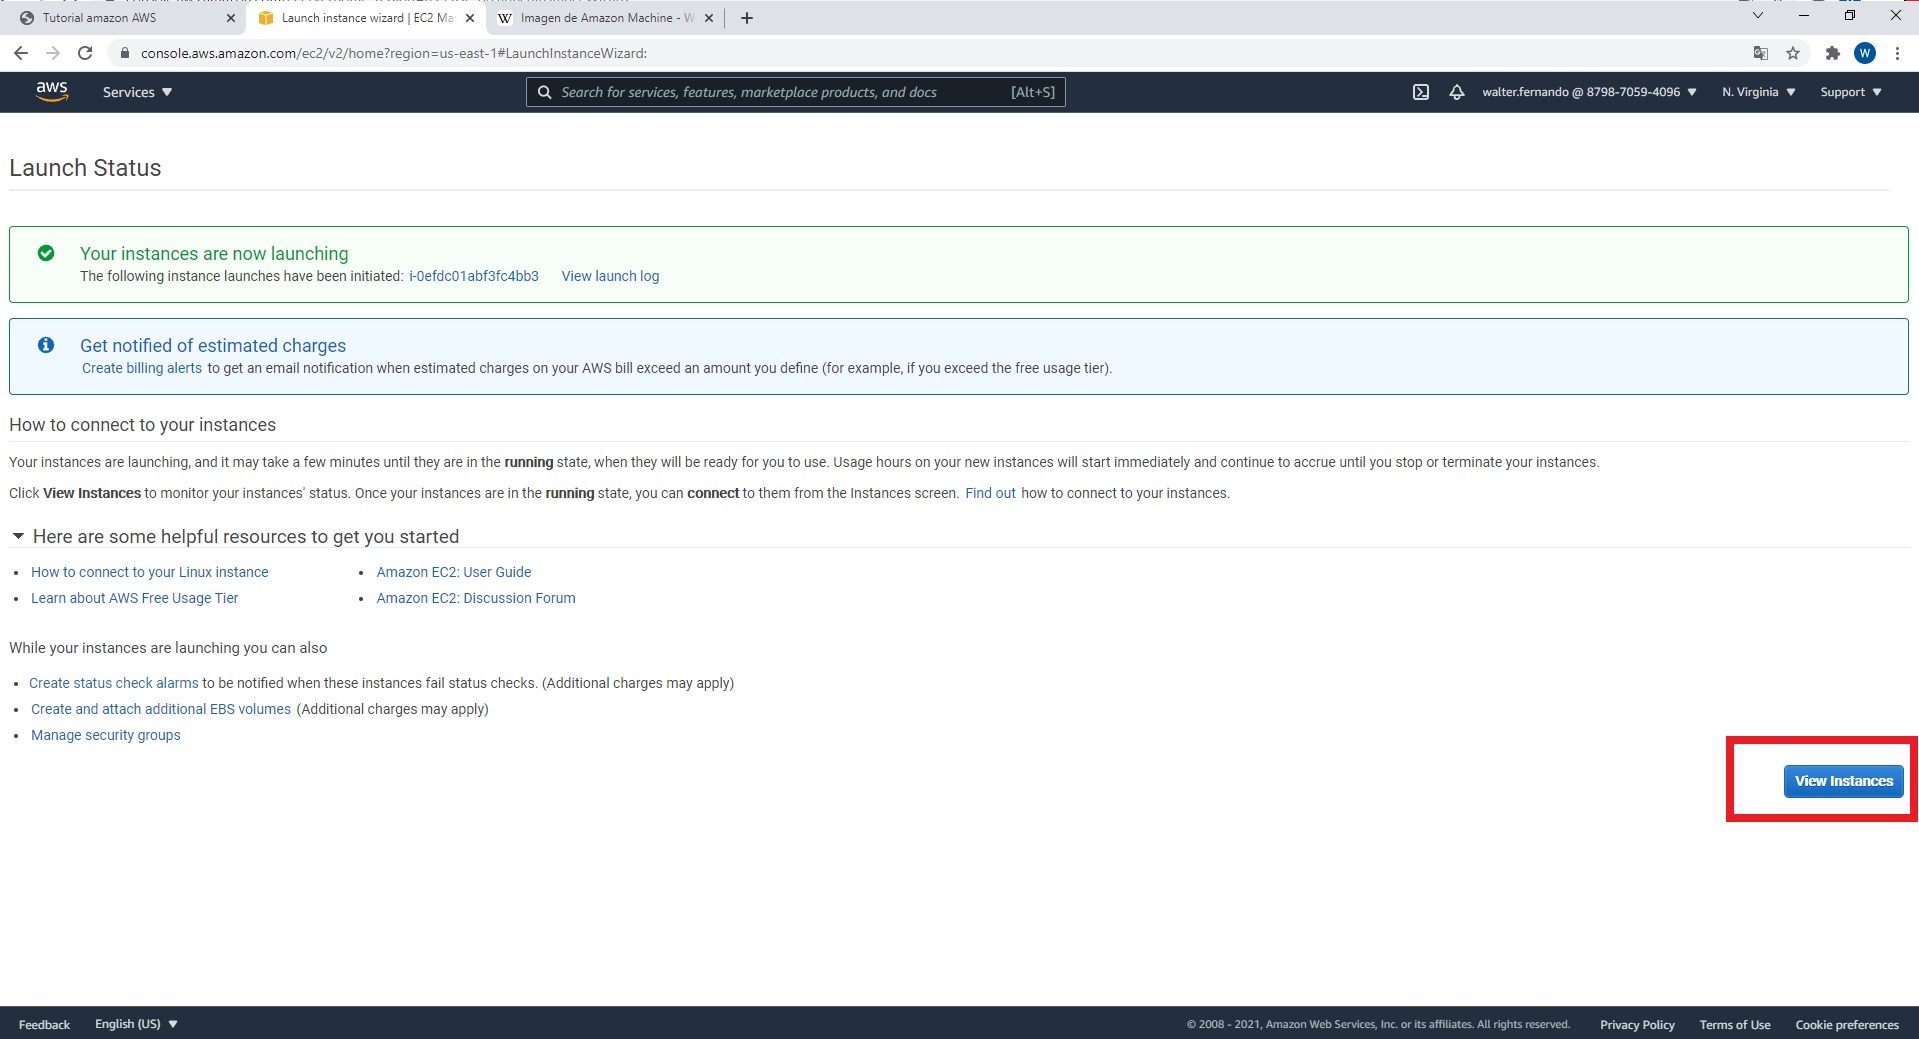 Tutorial amazon AWS
Launch instance wizard | EC2 Ma
Imagen de Amazon Machine - W
console.aws.amazon.com/ec2/v2/home?region=us-east-1#LaunchInstanceWizard:
W
aws
Services
Search for services, features, marketplace products, and docs
[Alt+S]
walter.fernando @ 8798-7059-4096
N. Virginia
Support
Launch Status
Your instances are now launching
The following instance launches have been initiated: i-0efdc01abf3fc4bb3 View launch log
Get notified of estimated charges
Create billing alerts to get an email notification when estimated charges on your AWS bill exceed an amount you define (for example, if you exceed the free usage tier).
How to connect to your instances
Your instances are launching, and it may take a few minutes until they are in the running state, when they will be ready for you to use. Usage hours on your new instances will start immediately and continue to accrue until you stop or terminate your instances.
Click View Instances to monitor your instances' status. Once your instances are in the running state, you can connect to them from the Instances screen. Find out how to connect to your instances.
Here are some helpful resources to get you started
How to connect to your Linux instance
Amazon EC2: User Guide
Learn about AWS Free Usage Tier
Amazon EC2: Discussion Forum
While your instances are launching you can also
Create status check alarms to be notified when these instances fail status checks. (Additional charges may apply)
Create and attach additional EBS volumes (Additional charges may apply)
Manage security groups
View Instances
Feedback
English (US)
© 2008 - 2021, Amazon Web Services, Inc. or its affiliates. All rights reserved.
Privacy Policy
Terms of Use
Cookie preferences